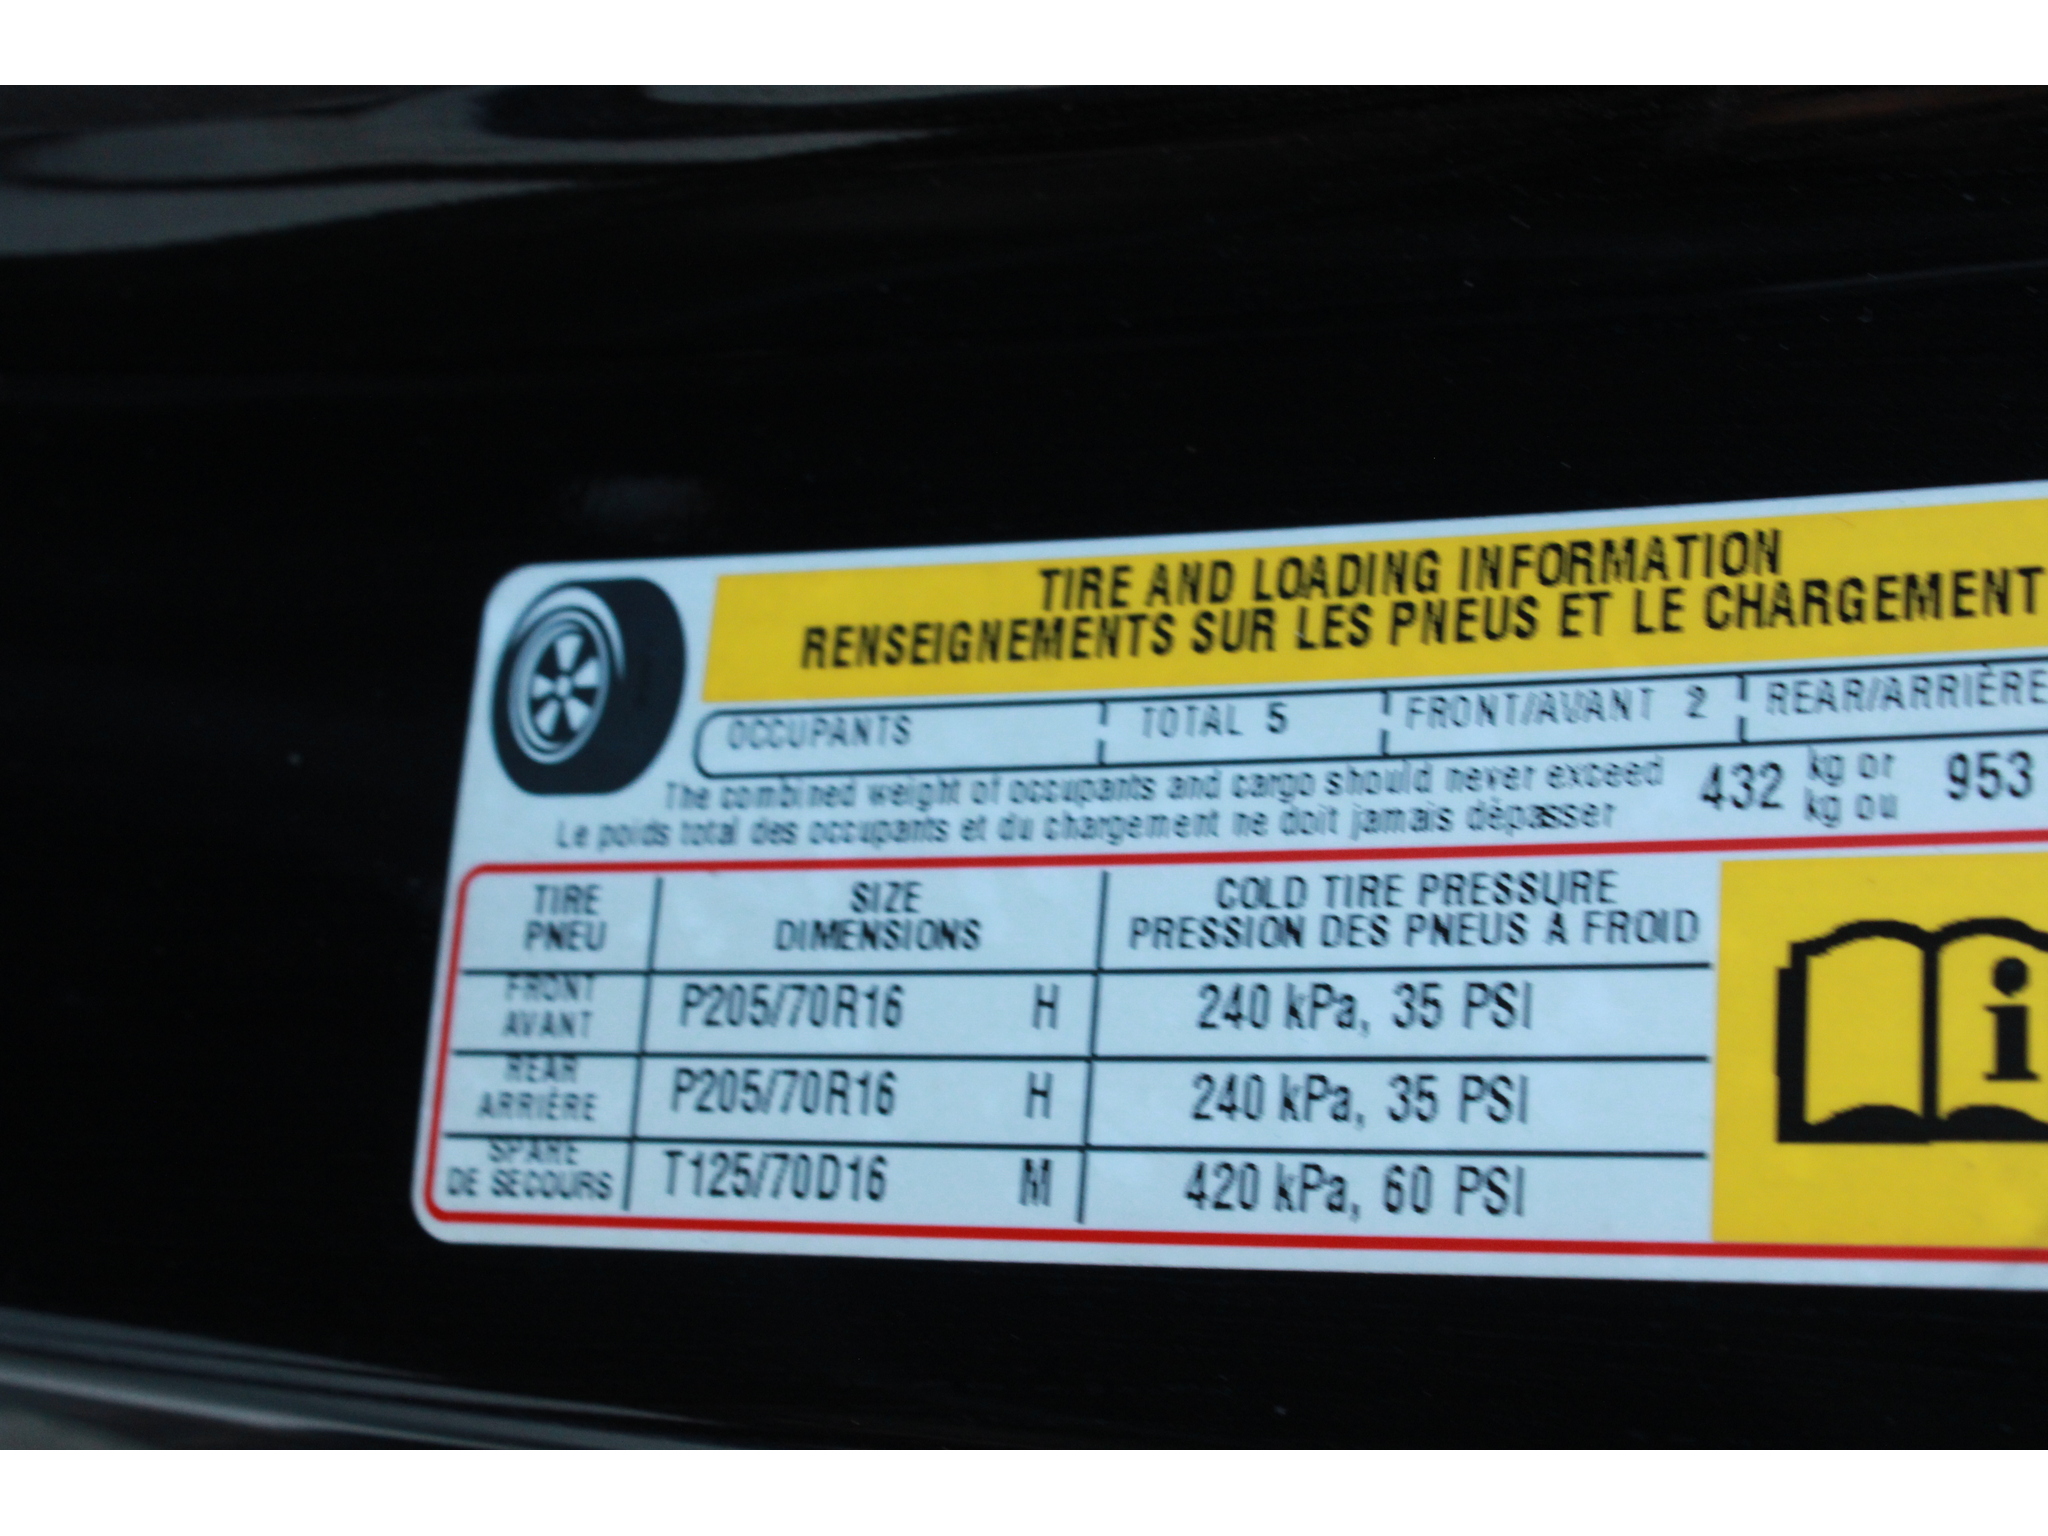 TIRE AND LOADING INFORMATION
RENSEIGNEMENTS SUR LES PNEUS ET LE CHARGEMENT
OCCUPANTS TOTAL 5 FRONT/AVANT 2 REAR/ARRIÈRE
The combined weight of occupants and cargo should never exceed 432 kg or 953
Le poids total des occupants et du chargement ne doit jamais dépasser kg ou
TIRE SIZE COLD TIRE PRESSURE
PNEU DIMENSIONS PRESSION DES PNEUS A FROID
FRONT
AVANT P205/70R16 H 240 kPa, 35 PSI
REAR
ARRIÈRE P205/70R16 H 240 kPa, 35 PSI
SPARE
DE SECOURS T125/70D16 M 420 kPa, 60 PSI